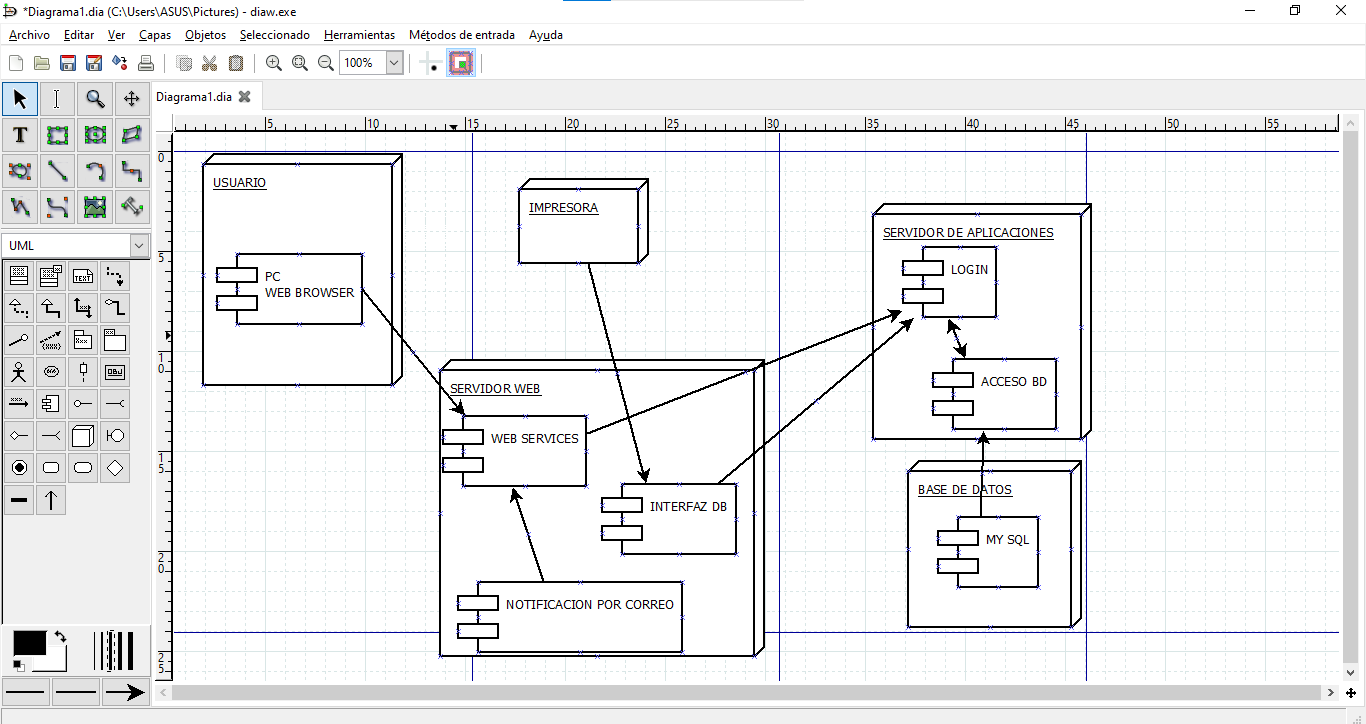 *Diagrama1.dia (C:\Users\ASUS\Pictures) - diaw.exe
Archivo Editar Ver Capas Objetos Seleccionado Herramientas Métodos de entrada Ayuda
100%
Diagrama1.dia
5 10 15 20 25 30 35 40 45 50 55
T
UML
TEXT
OBJ
0
5
10
15
20
25
USUARIO
PC
WEB BROWSER
IMPRESORA
SERVIDOR DE APLICACIONES
LOGIN
ACCESO BD
SERVIDOR WEB
WEB SERVICES
INTERFAZ DB
NOTIFICACION POR CORREO
BASE DE DATOS
MY SQL